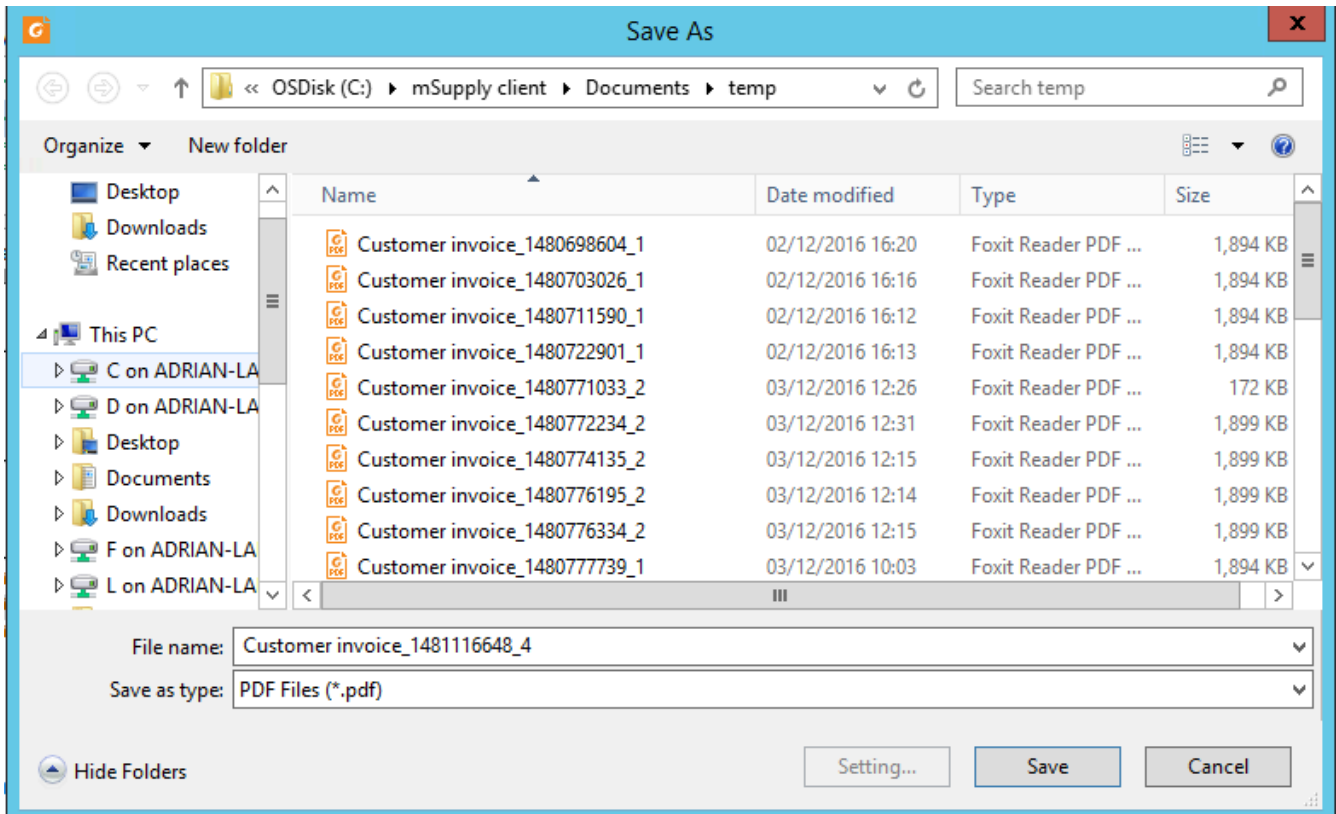 Save As
x
« OSDisk (C:) mSupply client Documents temp
Search temp
Organize New folder
Desktop
Downloads
Recent places
This PC
C on ADRIAN-LA
D on ADRIAN-LA
Desktop
Documents
Downloads
F on ADRIAN-LA
L on ADRIAN-LA
Name Date modified Type Size
Customer invoice_1480698604_1 02/12/2016 16:20 Foxit Reader PDF ... 1,894 KB
Customer invoice_1480703026_1 02/12/2016 16:16 Foxit Reader PDF ... 1,894 KB
Customer invoice_1480711590_1 02/12/2016 16:12 Foxit Reader PDF ... 1,894 KB
Customer invoice_1480722901_1 02/12/2016 16:13 Foxit Reader PDF ... 1,894 KB
Customer invoice_1480771033_2 03/12/2016 12:26 Foxit Reader PDF ... 172 KB
Customer invoice_1480772234_2 03/12/2016 12:31 Foxit Reader PDF ... 1,899 KB
Customer invoice_1480774135_2 03/12/2016 12:15 Foxit Reader PDF ... 1,899 KB
Customer invoice_1480776195_2 03/12/2016 12:14 Foxit Reader PDF ... 1,899 KB
Customer invoice_1480776334_2 03/12/2016 12:15 Foxit Reader PDF ... 1,899 KB
Customer invoice_1480777739_1 03/12/2016 10:03 Foxit Reader PDF ... 1,894 KB
File name: Customer invoice_1481116648_4
Save as type: PDF Files (*.pdf)
Hide Folders
Setting... Save Cancel